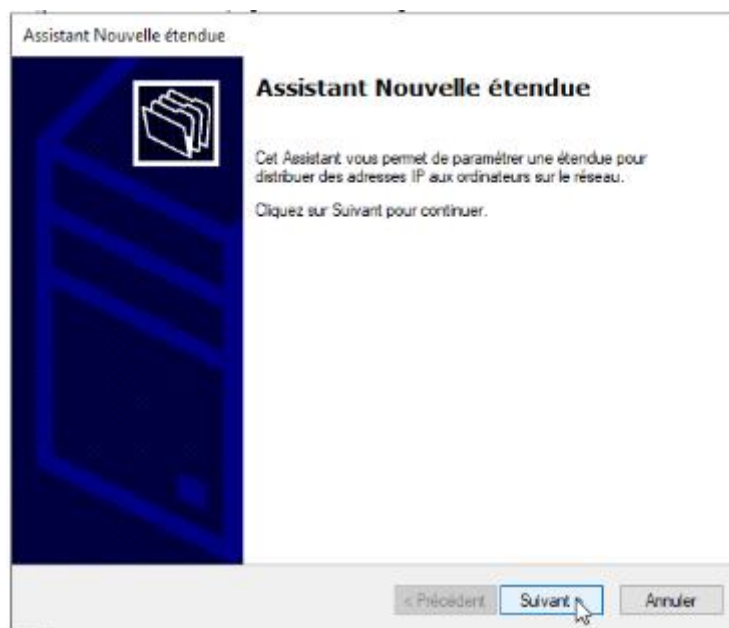 Assistant Nouvelle étendue
Assistant Nouvelle étendue
Cet Assistant vous permet de paramétrer une étendue pour
distribuer des adresses IP aux ordinateurs sur le réseau.
Cliquez sur Suivant pour continuer.
< Précédent Suivant > Annuler